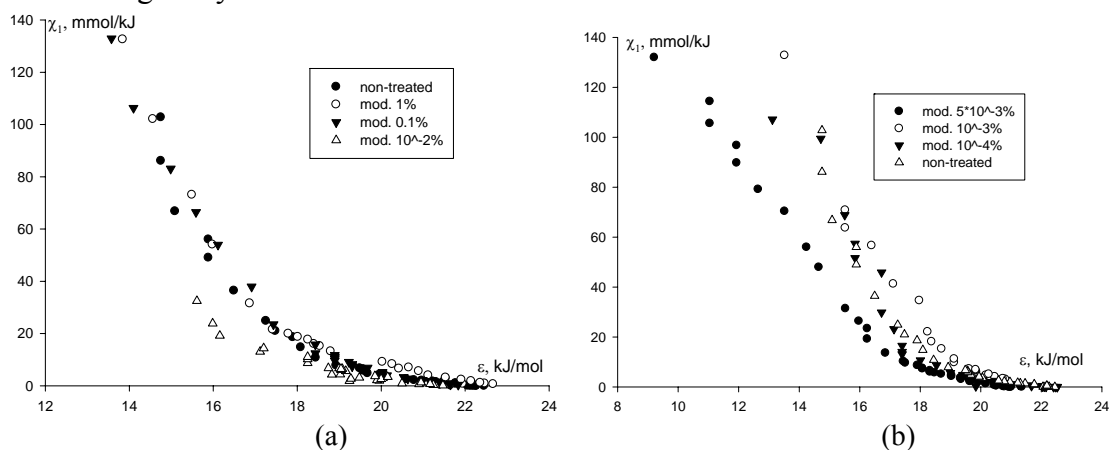 χ₁, mmol/kJ
140
120
100
80
60
40
20
0
non-treated
mod. 1%
mod. 0.1%
mod. 10^-2%
ε, kJ/mol
12 14 16 18 20 22 24
(a)
χ₁, mmol/kJ
140
120
100
80
60
40
20
0
mod. 5*10^-3%
mod. 10^-3%
mod. 10^-4%
non-treated
ε, kJ/mol
8 10 12 14 16 18 20 22 24
(b)